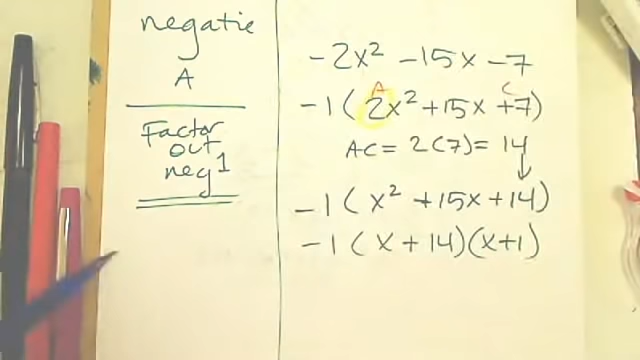 negatie
A
Factor
out
neg 1
-2x² -15x -7
A C
-1(2x² +15x +7)
AC = 2(7) = 14
-1(x² +15x +14)
-1(x + 14)(x+1)